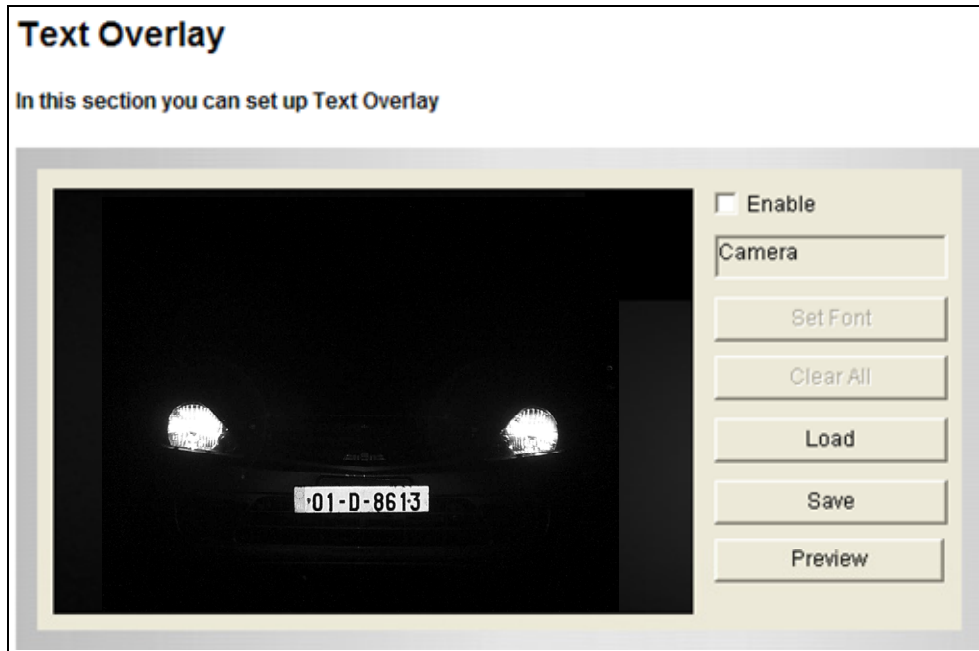 Text Overlay
In this section you can set up Text Overlay
Enable
Camera
Set Font
Clear All
Load
Save
Preview
01-D-8613